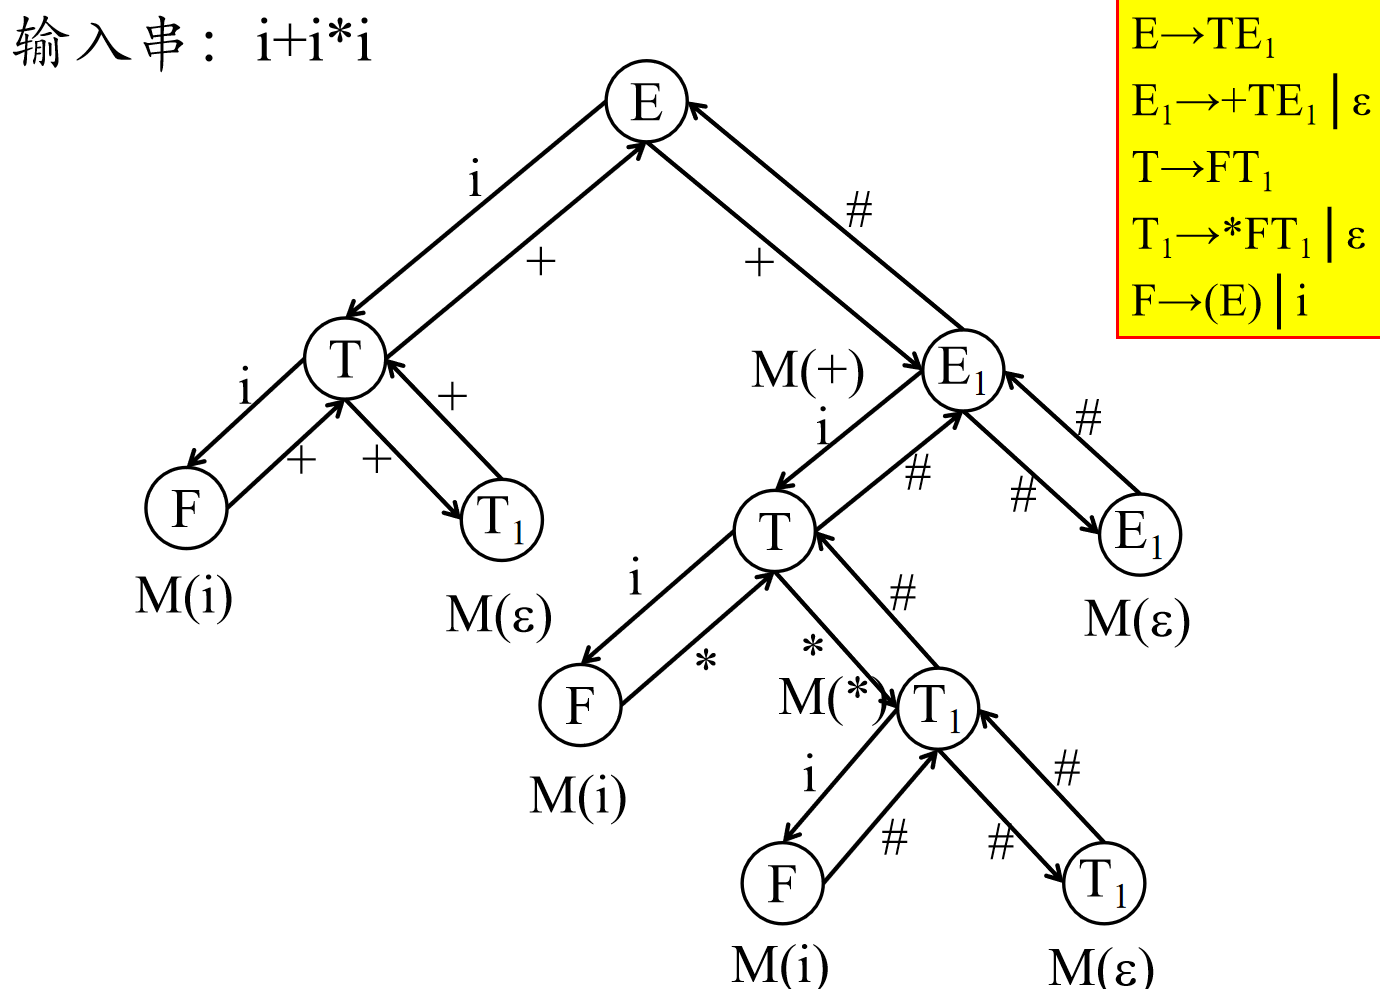 输入串：i+i*i
E→TE₁
E₁→+TE₁│ε
T→FT₁
T₁→*FT₁│ε
F→(E)│i
E
i
#
+
+
T
M(+)
E₁
i
+
i
#
+
+
#
#
F
T₁
T
E₁
M(i)
M(ε)
i
#
M(ε)
*
*
M(*)
F
T₁
M(i)
i
#
#
#
F
T₁
M(i)
M(ε)